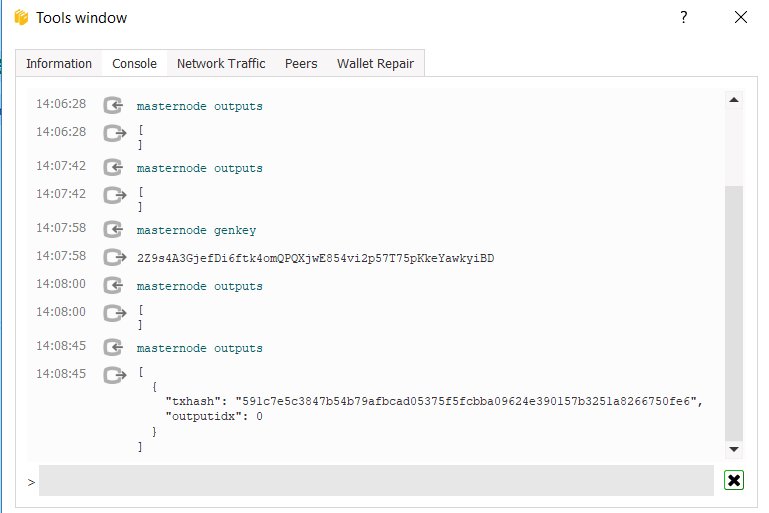 Tools window
Information Console Network Traffic Peers Wallet Repair
14:06:28 masternode outputs
14:06:28 [
]
14:07:42 masternode outputs
14:07:42 [
]
14:07:58 masternode genkey
14:07:58 2Z9s4A3GjefDi6ftk4omQPQXjwE854vi2p57T75pKkeYawkyiBD
14:08:00 masternode outputs
14:08:00 [
]
14:08:45 masternode outputs
14:08:45 [
{
"txhash": "591c7e5c3847b54b79afbcad05375f5fcbba09624e390157b3251a8266750fe6",
"outputidx": 0
}
]
>